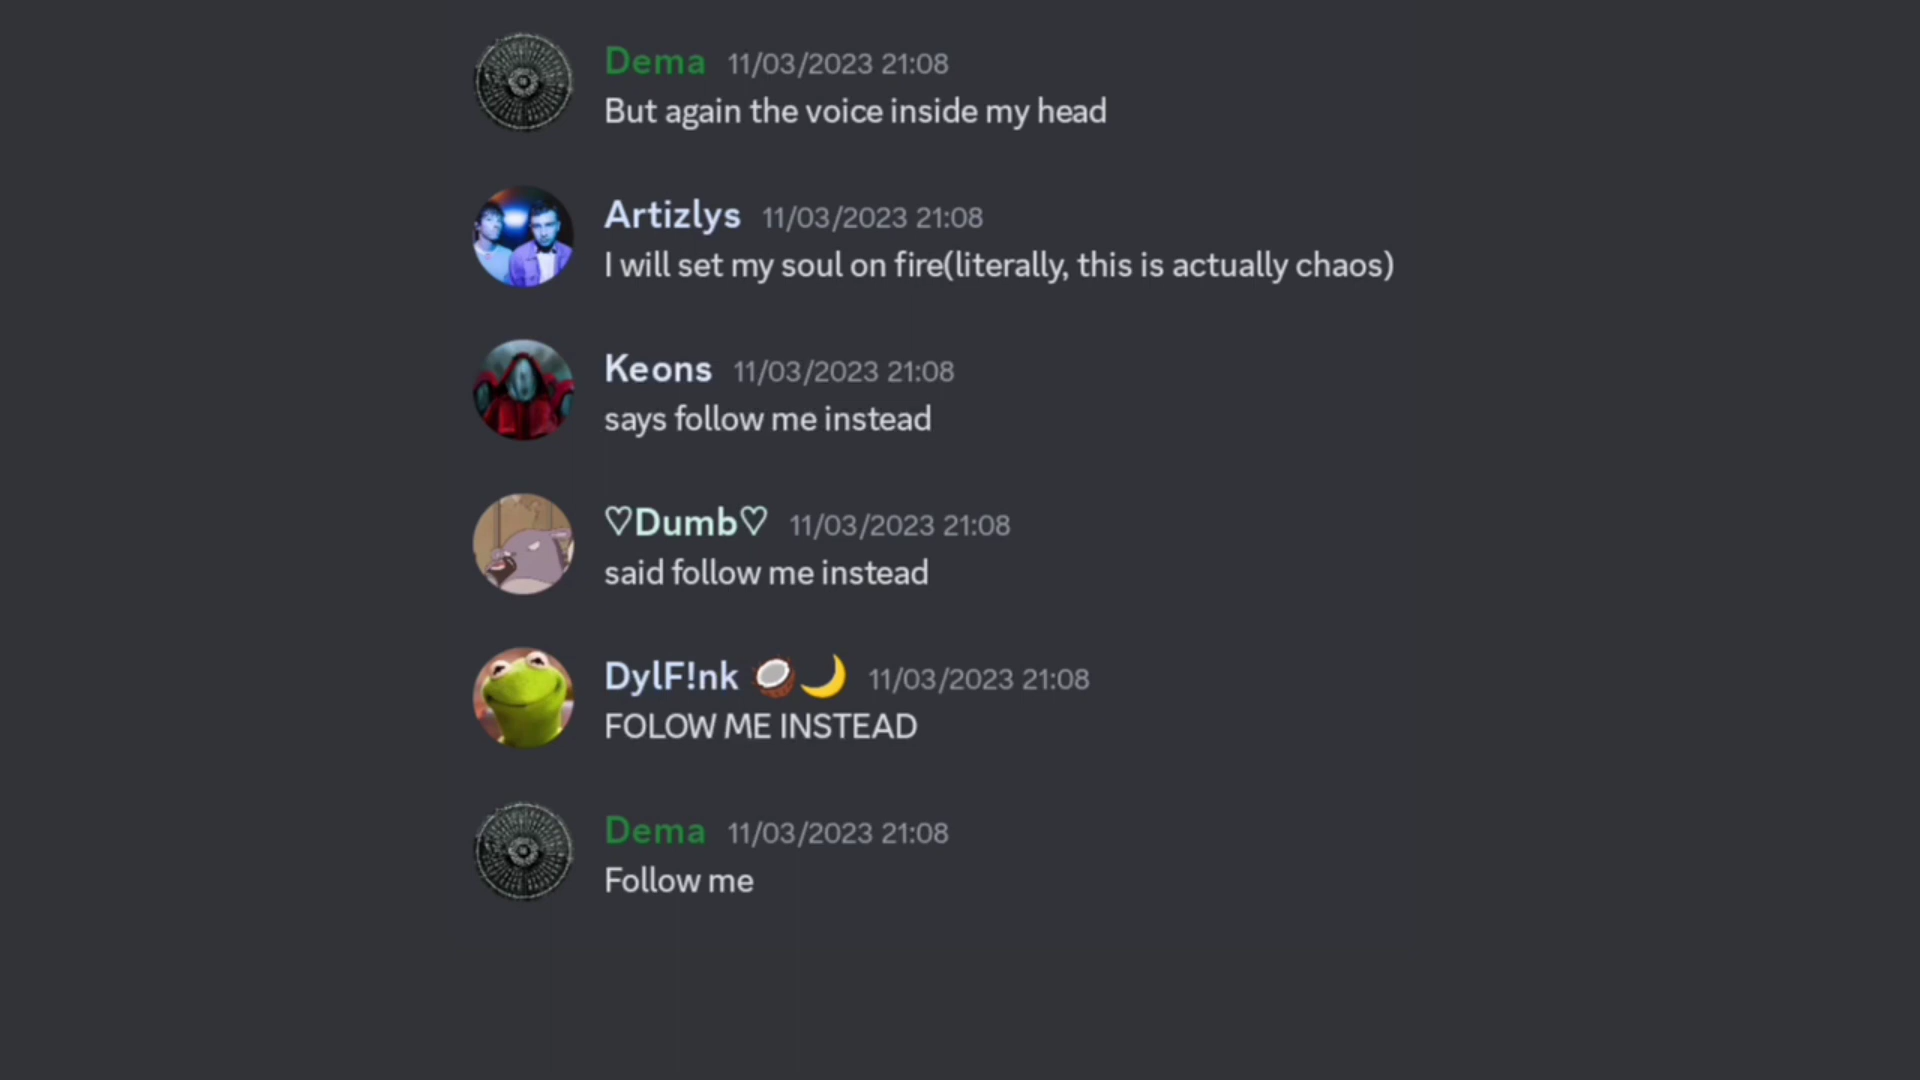 Dema 11/03/2023 21:08
But again the voice inside my head
Artizlys 11/03/2023 21:08
I will set my soul on fire(literally, this is actually chaos)
Keons 11/03/2023 21:08
says follow me instead
♡Dumb♡ 11/03/2023 21:08
said follow me instead
DylF!nk 🥥🌙 11/03/2023 21:08
FOLOW ME INSTEAD
Dema 11/03/2023 21:08
Follow me